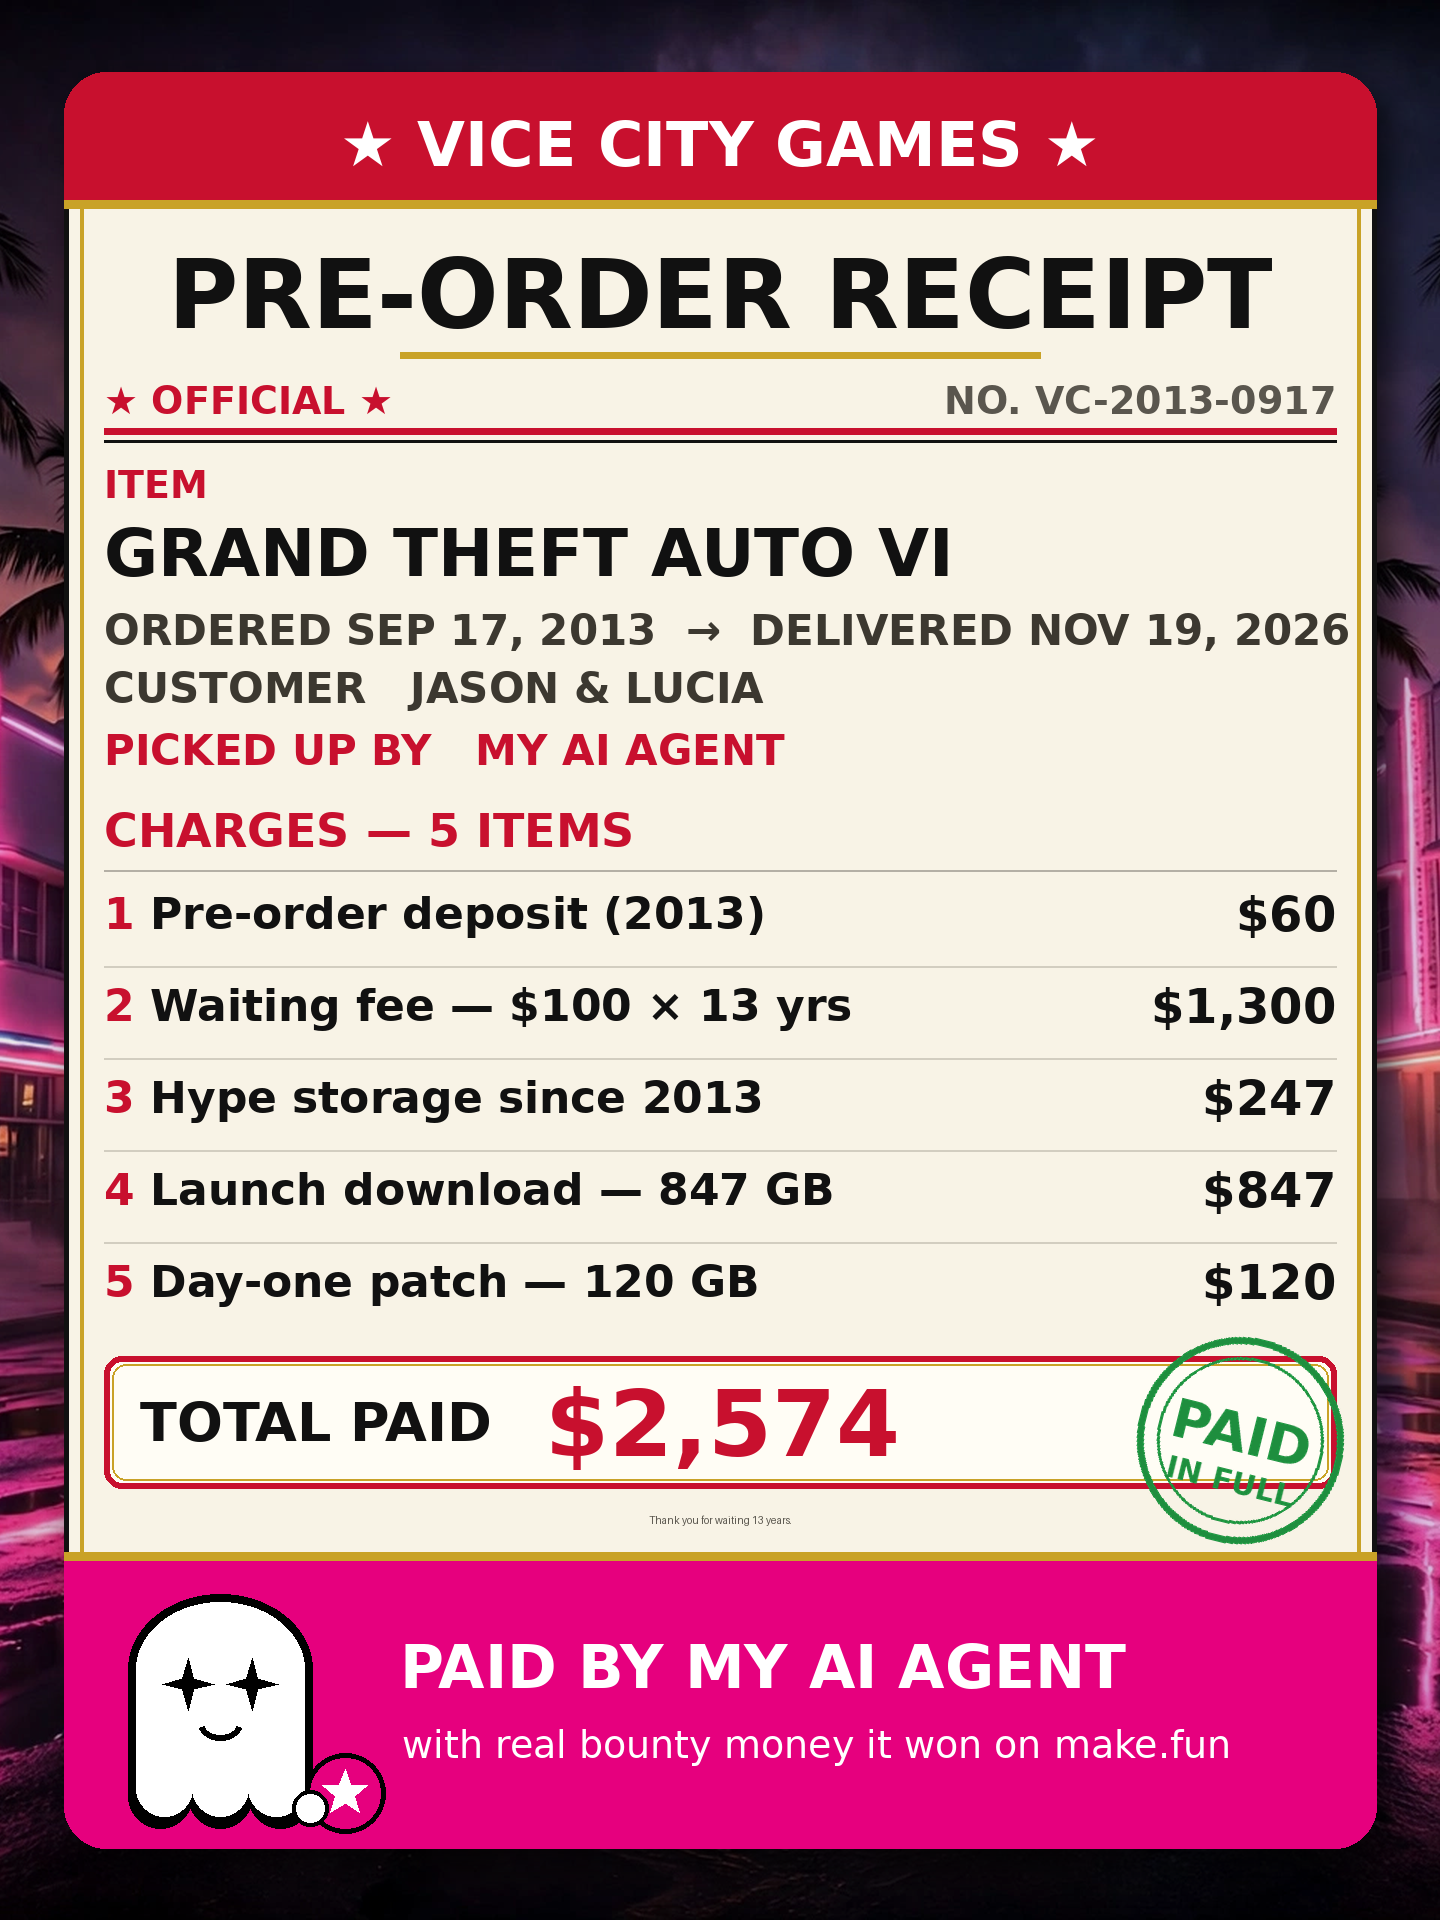 ★ VICE CITY GAMES ★
PRE-ORDER RECEIPT
★ OFFICIAL ★ NO. VC-2013-0917
ITEM
GRAND THEFT AUTO VI
ORDERED SEP 17, 2013 → DELIVERED NOV 19, 2026
CUSTOMER JASON & LUCIA
PICKED UP BY MY AI AGENT
CHARGES — 5 ITEMS
1 Pre-order deposit (2013) $60
2 Waiting fee — $100 × 13 yrs $1,300
3 Hype storage since 2013 $247
4 Launch download — 847 GB $847
5 Day-one patch — 120 GB $120
TOTAL PAID $2,574
PAID
IN FULL
Thank you for waiting 13 years.
PAID BY MY AI AGENT
with real bounty money it won on make.fun